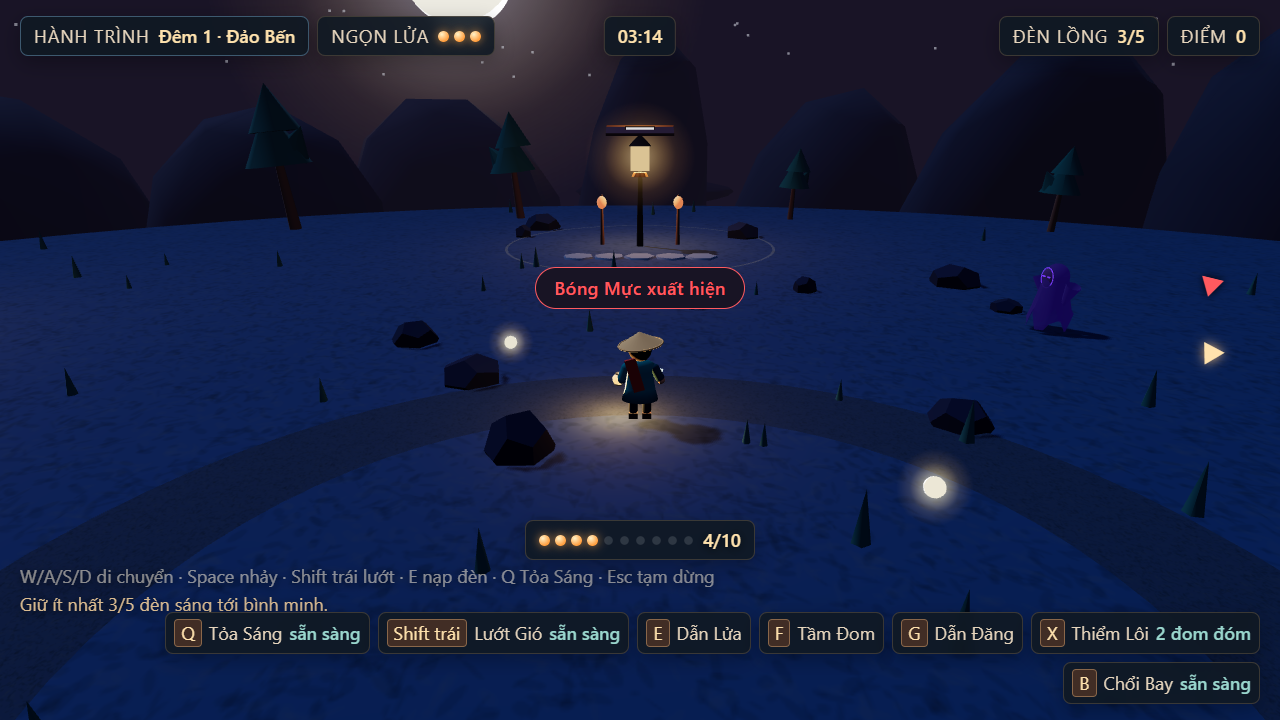 HÀNH TRÌNH Đêm 1 · Đảo Bến
NGỌN LỬA
03:14
ĐÈN LỒNG 3/5
ĐIỂM 0
Bóng Mực xuất hiện
4/10
W/A/S/D di chuyển · Space nhảy · Shift trái lướt · E nạp đèn · Q Tỏa Sáng · Esc tạm dừng
Giữ ít nhất 3/5 đèn sáng tới bình minh.
Q Tỏa Sáng sẵn sàng
Shift trái Lướt Gió sẵn sàng
E Dẫn Lửa
F Tầm Đom
G Dẫn Đăng
X Thiểm Lôi 2 đom đóm
B Chổi Bay sẵn sàng